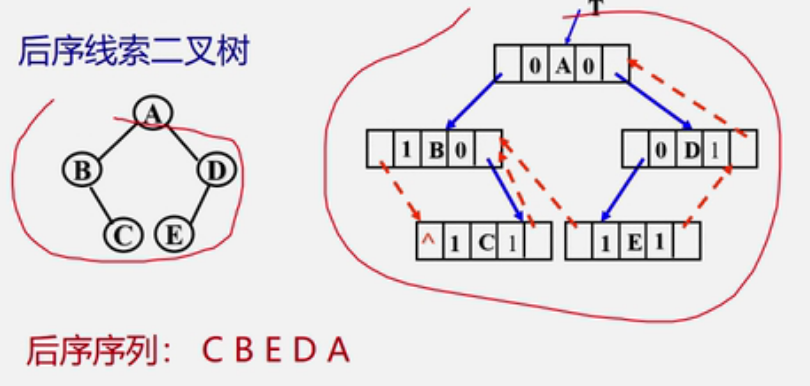 T
后序线索二叉树
0 A 0
A
1 B 0
0 D 1
B D
C E
^ 1 C 1
1 E 1
后序序列： C B E D A